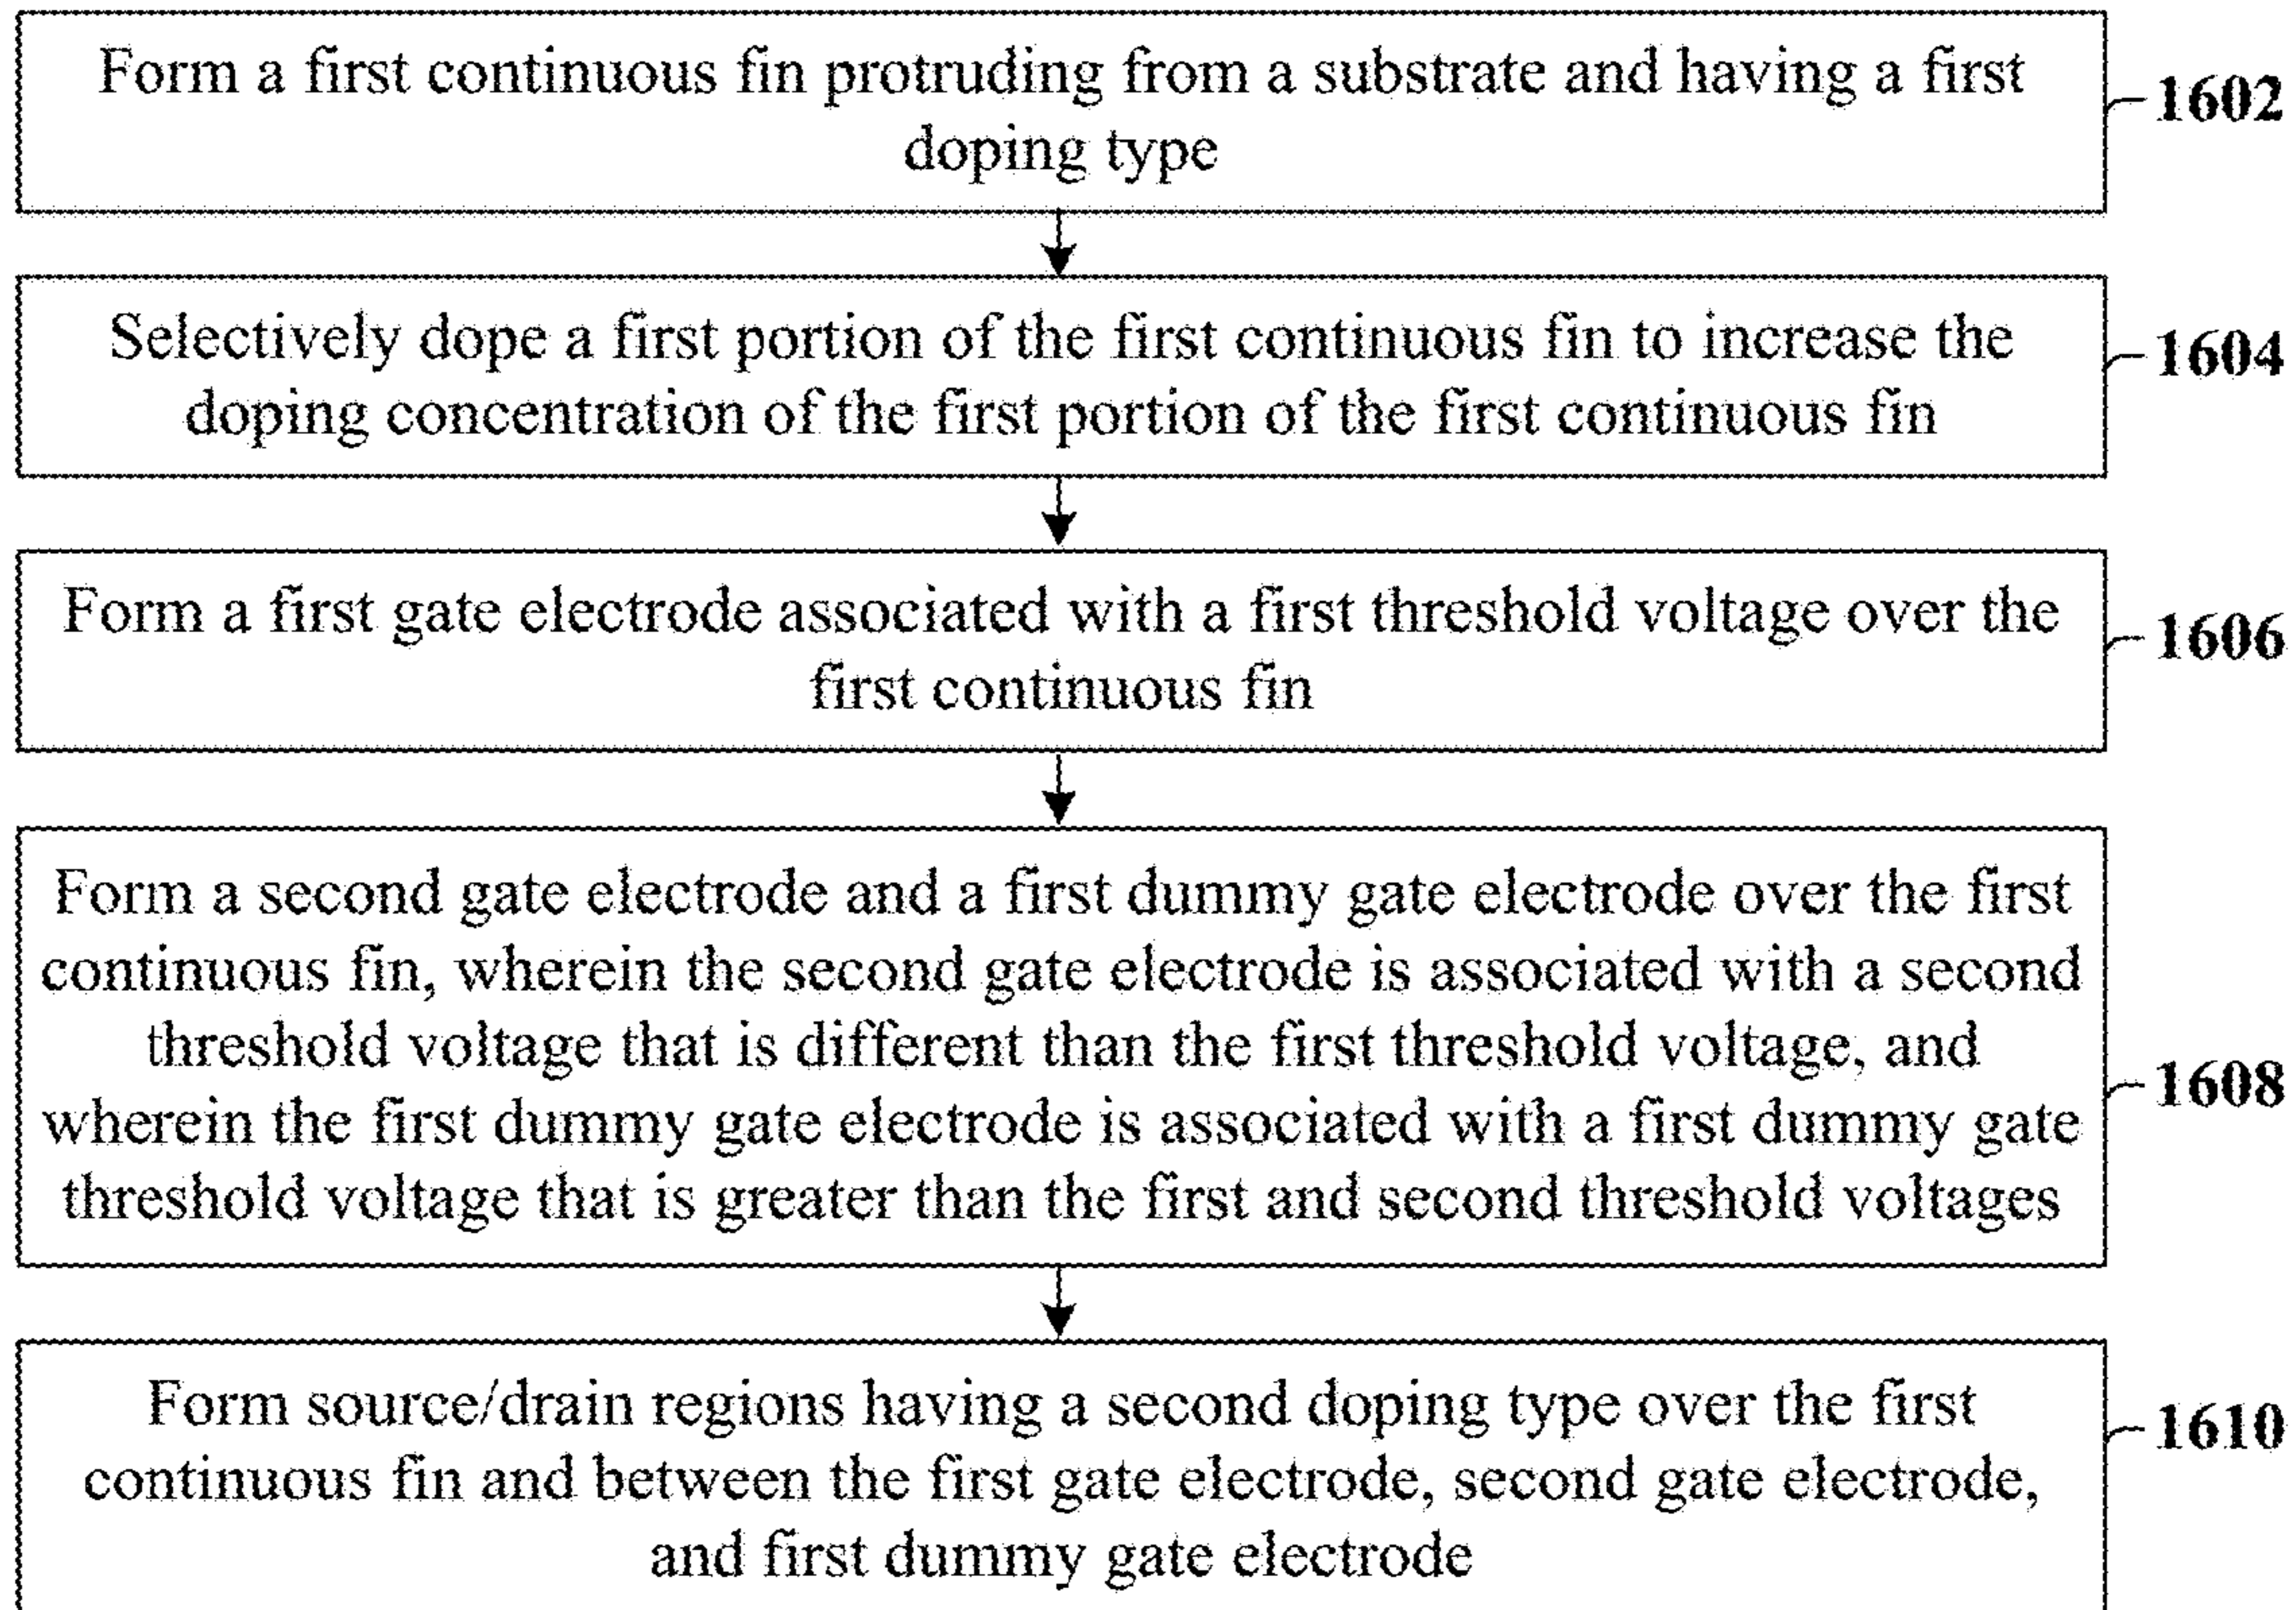 Form a first continuous fin protruding from a substrate and having a first
doping type
1602
Selectively dope a first portion of the first continuous fin to increase the
doping concentration of the first portion of the first continuous fin
1604
Form a first gate electrode associated with a first threshold voltage over the
first continuous fin
1606
Form a second gate electrode and a first dummy gate electrode over the first
continuous fin, wherein the second gate electrode is associated with a second
threshold voltage that is different than the first threshold voltage, and
wherein the first dummy gate electrode is associated with a first dummy gate
threshold voltage that is greater than the first and second threshold voltages
1608
Form source/drain regions having a second doping type over the first
continuous fin and between the first gate electrode, second gate electrode,
and first dummy gate electrode
1610